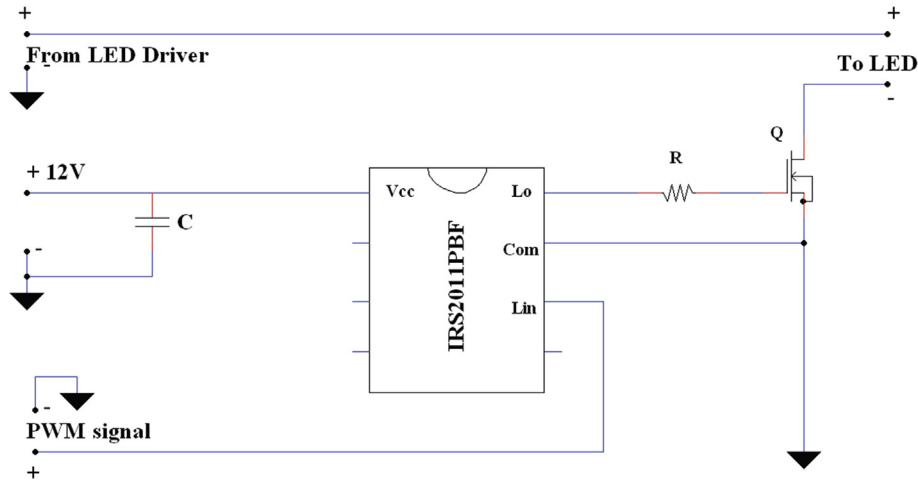 + +
From LED Driver
-
To LED
-
Q
+ 12V
R
Vcc Lo
C
- Com
IRS2011PBF
Lin
-
PWM signal
+